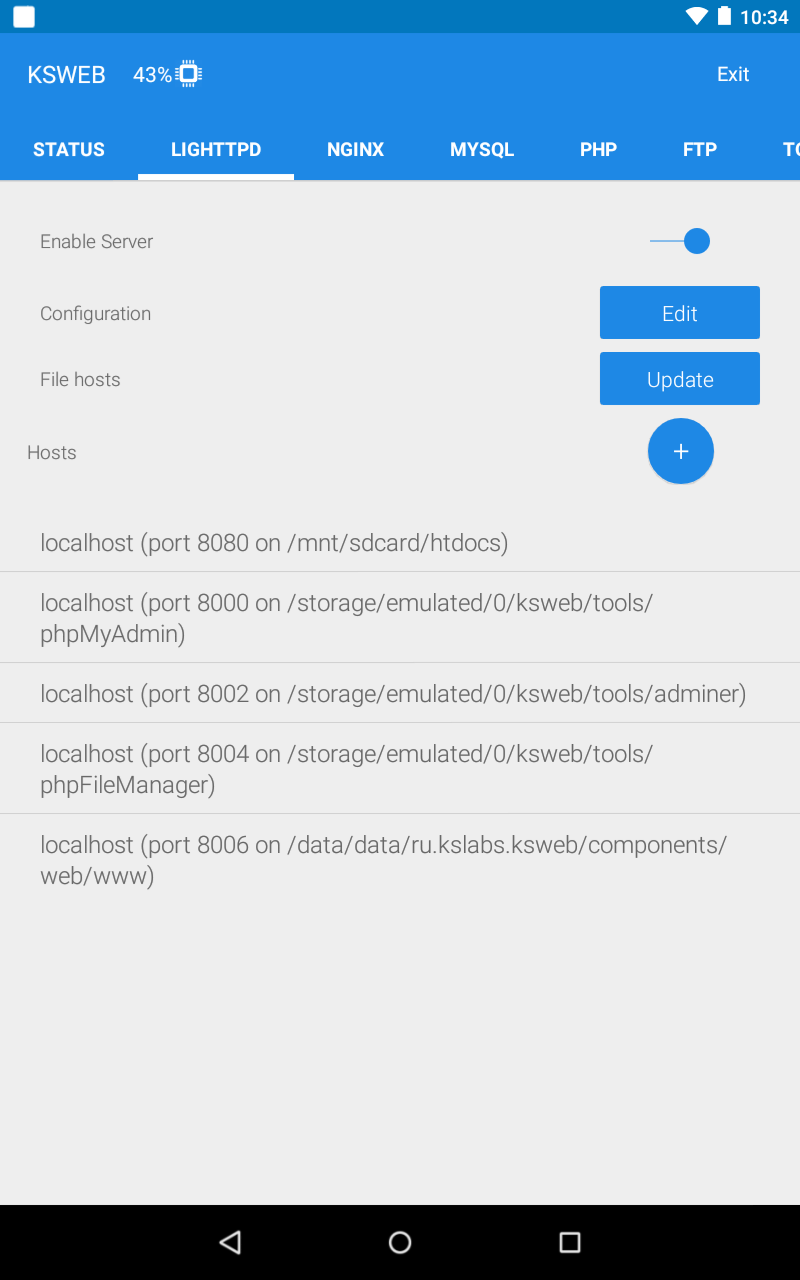 10:34
KSWEB 43% Exit
STATUS LIGHTTPD NGINX MYSQL PHP FTP TO
Enable Server
Configuration Edit
File hosts Update
Hosts +
localhost (port 8080 on /mnt/sdcard/htdocs)
localhost (port 8000 on /storage/emulated/0/ksweb/tools/
phpMyAdmin)
localhost (port 8002 on /storage/emulated/0/ksweb/tools/adminer)
localhost (port 8004 on /storage/emulated/0/ksweb/tools/
phpFileManager)
localhost (port 8006 on /data/data/ru.kslabs.ksweb/components/
web/www)